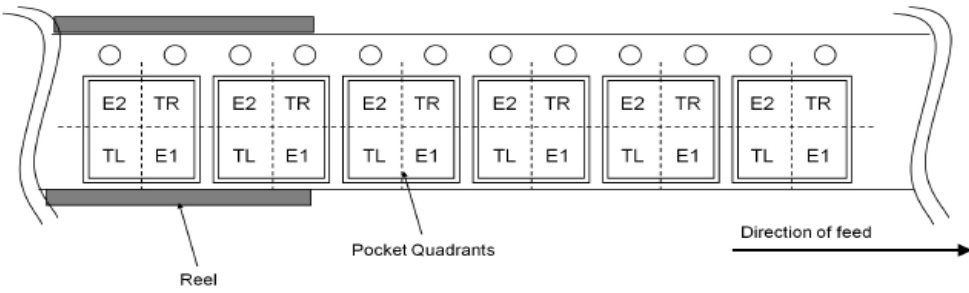 E2 TR E2 TR E2 TR E2 TR E2 TR E2 TR
TL E1 TL E1 TL E1 TL E1 TL E1 TL E1
Direction of feed
Pocket Quadrants
Reel